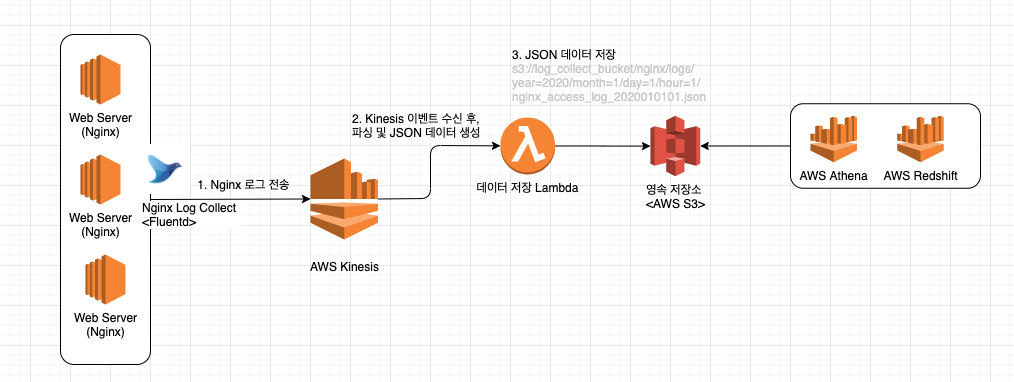 Web Server
(Nginx)
Web Server
(Nginx)
Web Server
(Nginx)
1. Nginx 로그 전송
Nginx Log Collect
<Fluentd>
AWS Kinesis
2. Kinesis 이벤트 수신 후,
파싱 및 JSON 데이터 생성
3. JSON 데이터 저장
s3://log_collect_bucket/nginx/logs/
year=2020/month=1/day=1/hour=1/
nginx_access_log_2020010101.json
데이터 저장 Lambda
영속 저장소
<AWS S3>
AWS Athena
AWS Redshift